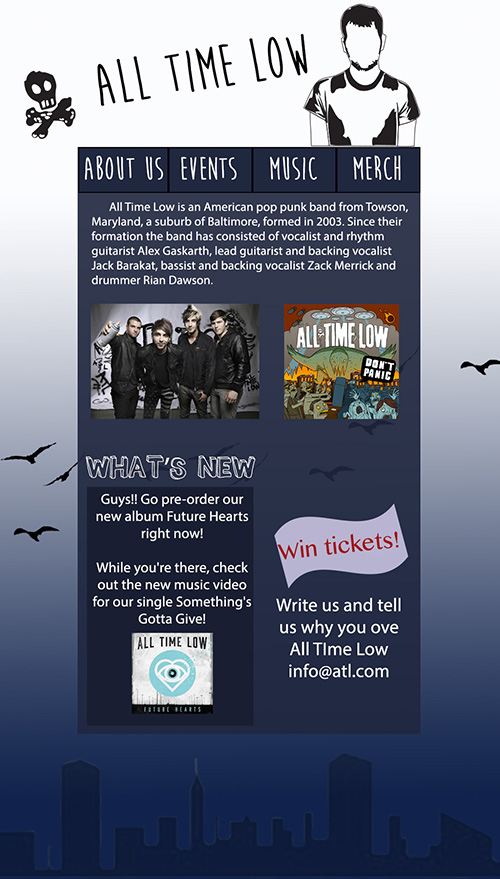 ALL TIME LOW
ABOUT US EVENTS MUSIC MERCH
All Time Low is an American pop punk band from Towson,
Maryland, a suburb of Baltimore, formed in 2003. Since their
formation the band has consisted of vocalist and rhythm
guitarist Alex Gaskarth, lead guitarist and backing vocalist
Jack Barakat, bassist and backing vocalist Zack Merrick and
drummer Rian Dawson.
ALL TIME LOW
DON'T
PANIC
WHAT'S NEW
Guys!! Go pre-order our
new album Future Hearts
right now!
While you're there, check
out the new music video
for our single Something's
Gotta Give!
ALL TIME LOW
FUTURE HEARTS
Win tickets!
Write us and tell
us why you ove
All TIme Low
info@atl.com